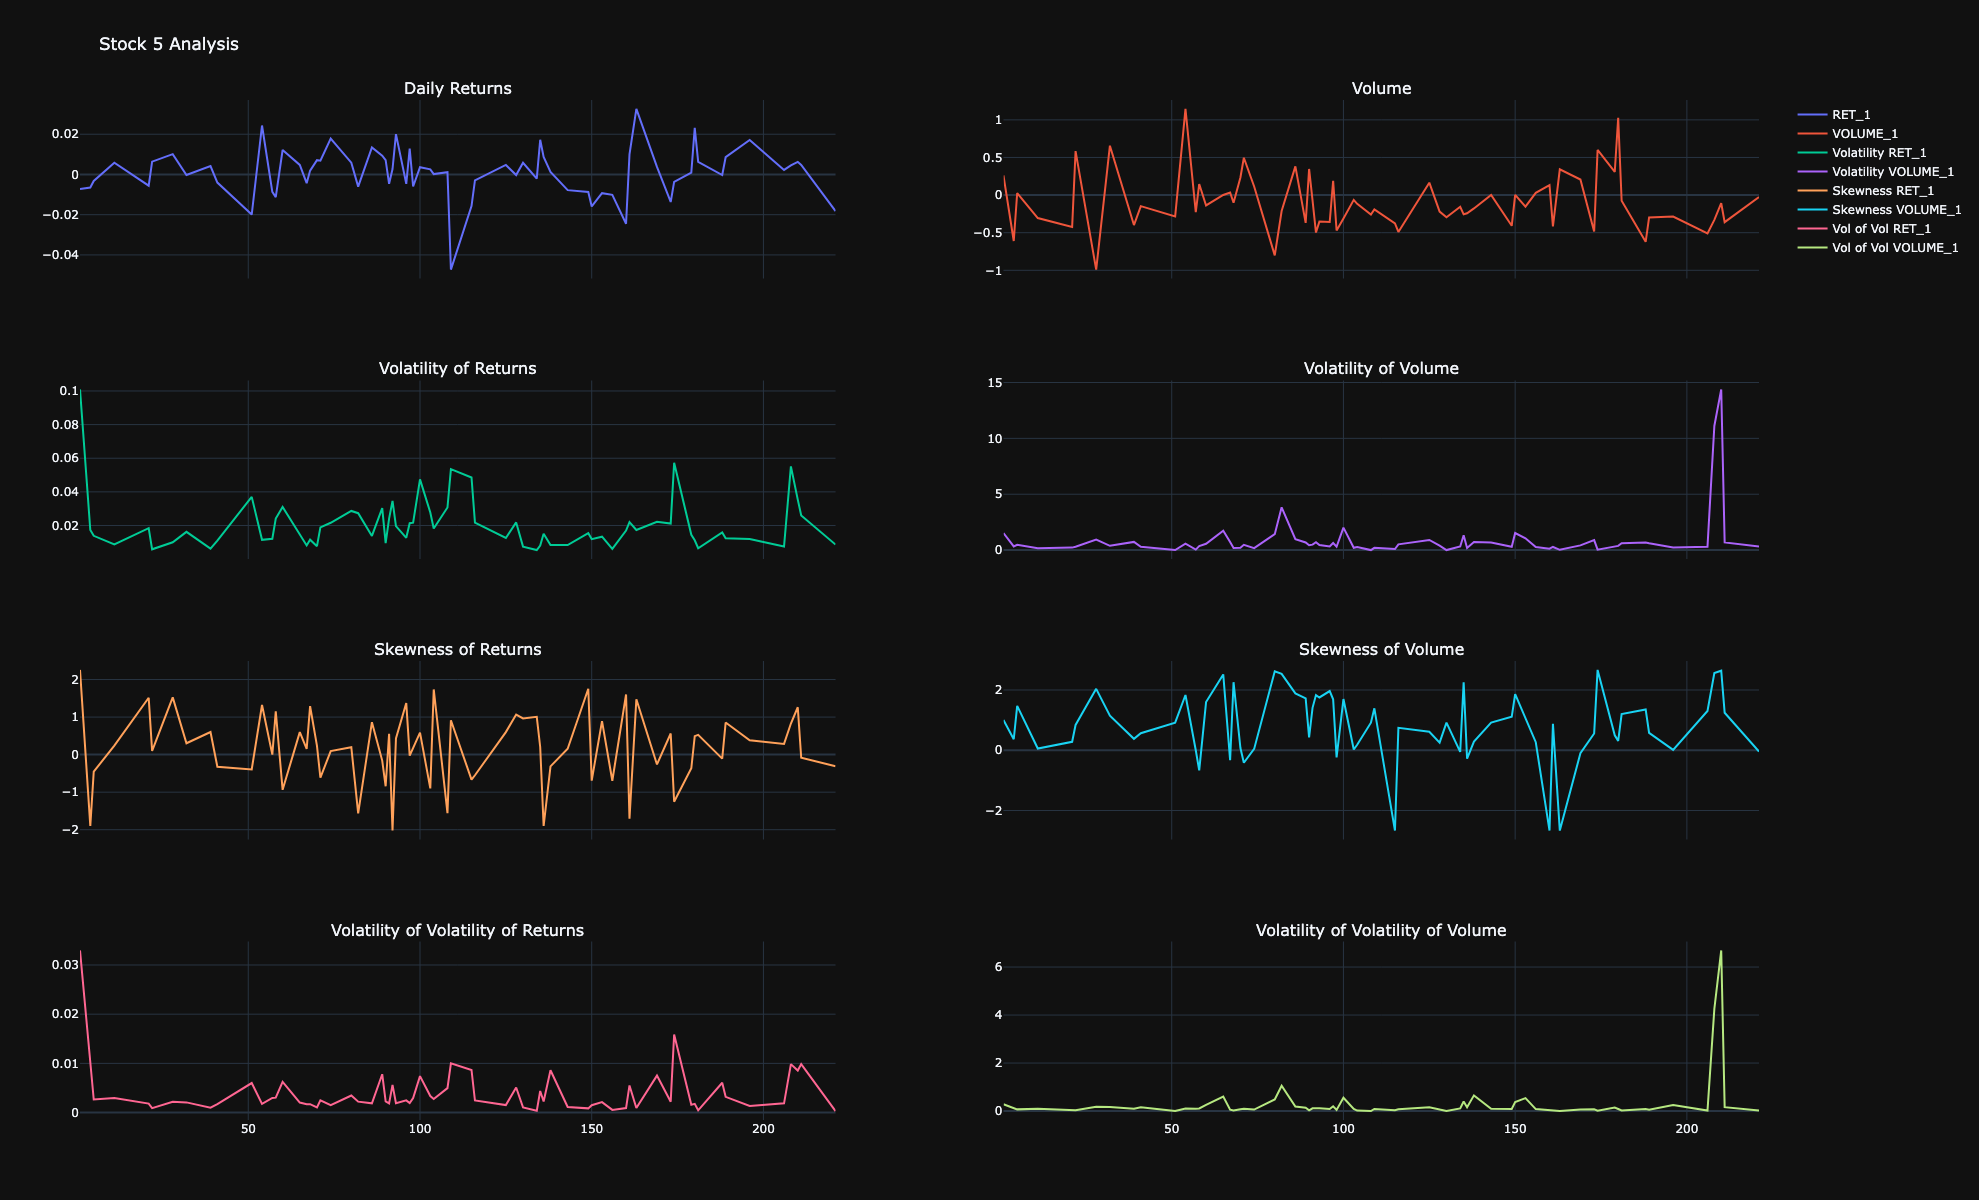 Stock 5 Analysis
Daily Returns
0.02
0
−0.02
−0.04
Volume
1
0.5
0
−0.5
−1
RET_1
VOLUME_1
Volatility RET_1
Volatility VOLUME_1
Skewness RET_1
Skewness VOLUME_1
Vol of Vol RET_1
Vol of Vol VOLUME_1
Volatility of Returns
0.1
0.08
0.06
0.04
0.02
Volatility of Volume
15
10
5
0
Skewness of Returns
2
1
0
−1
−2
Skewness of Volume
2
0
−2
Volatility of Volatility of Returns
0.03
0.02
0.01
0
50 100 150 200
Volatility of Volatility of Volume
6
4
2
0
50 100 150 200